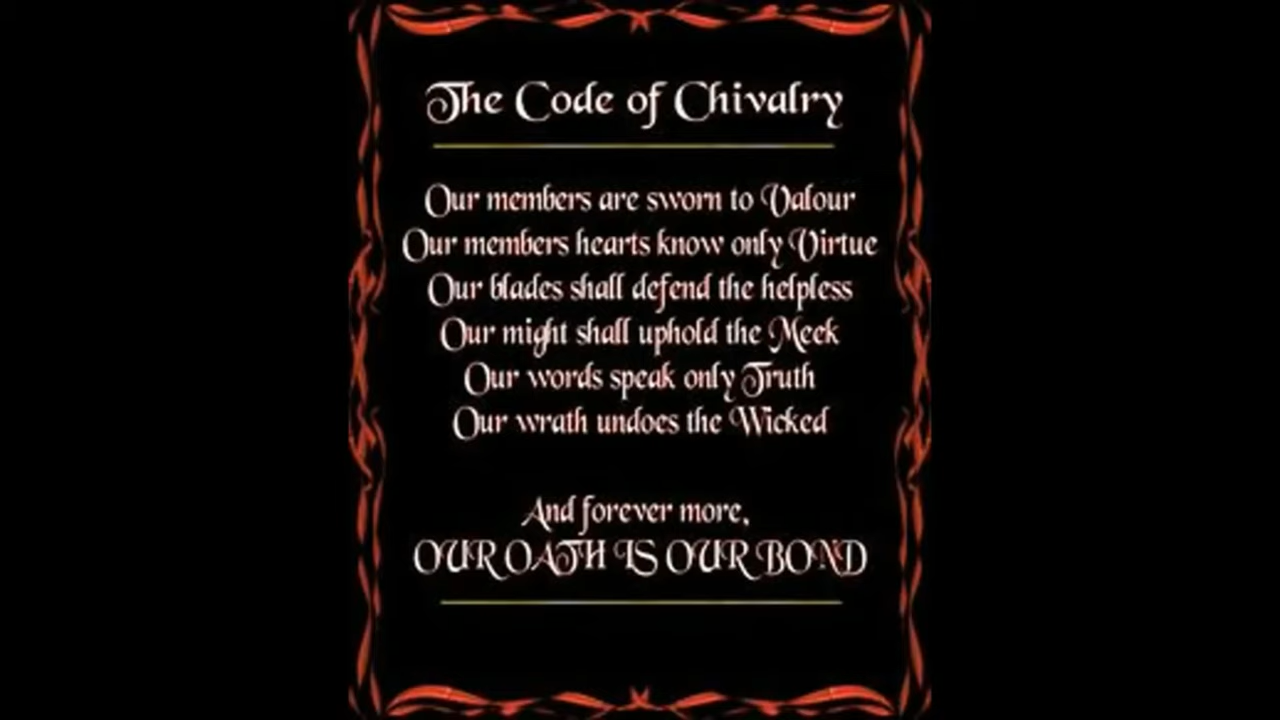 The Code of Chivalry
Our members are sworn to Valour
Our members hearts know only Virtue
Our blades shall defend the helpless
Our might shall uphold the Meek
Our words speak only Truth
Our wrath undoes the Wicked
And forever more,
OUR OATH IS OUR BOND